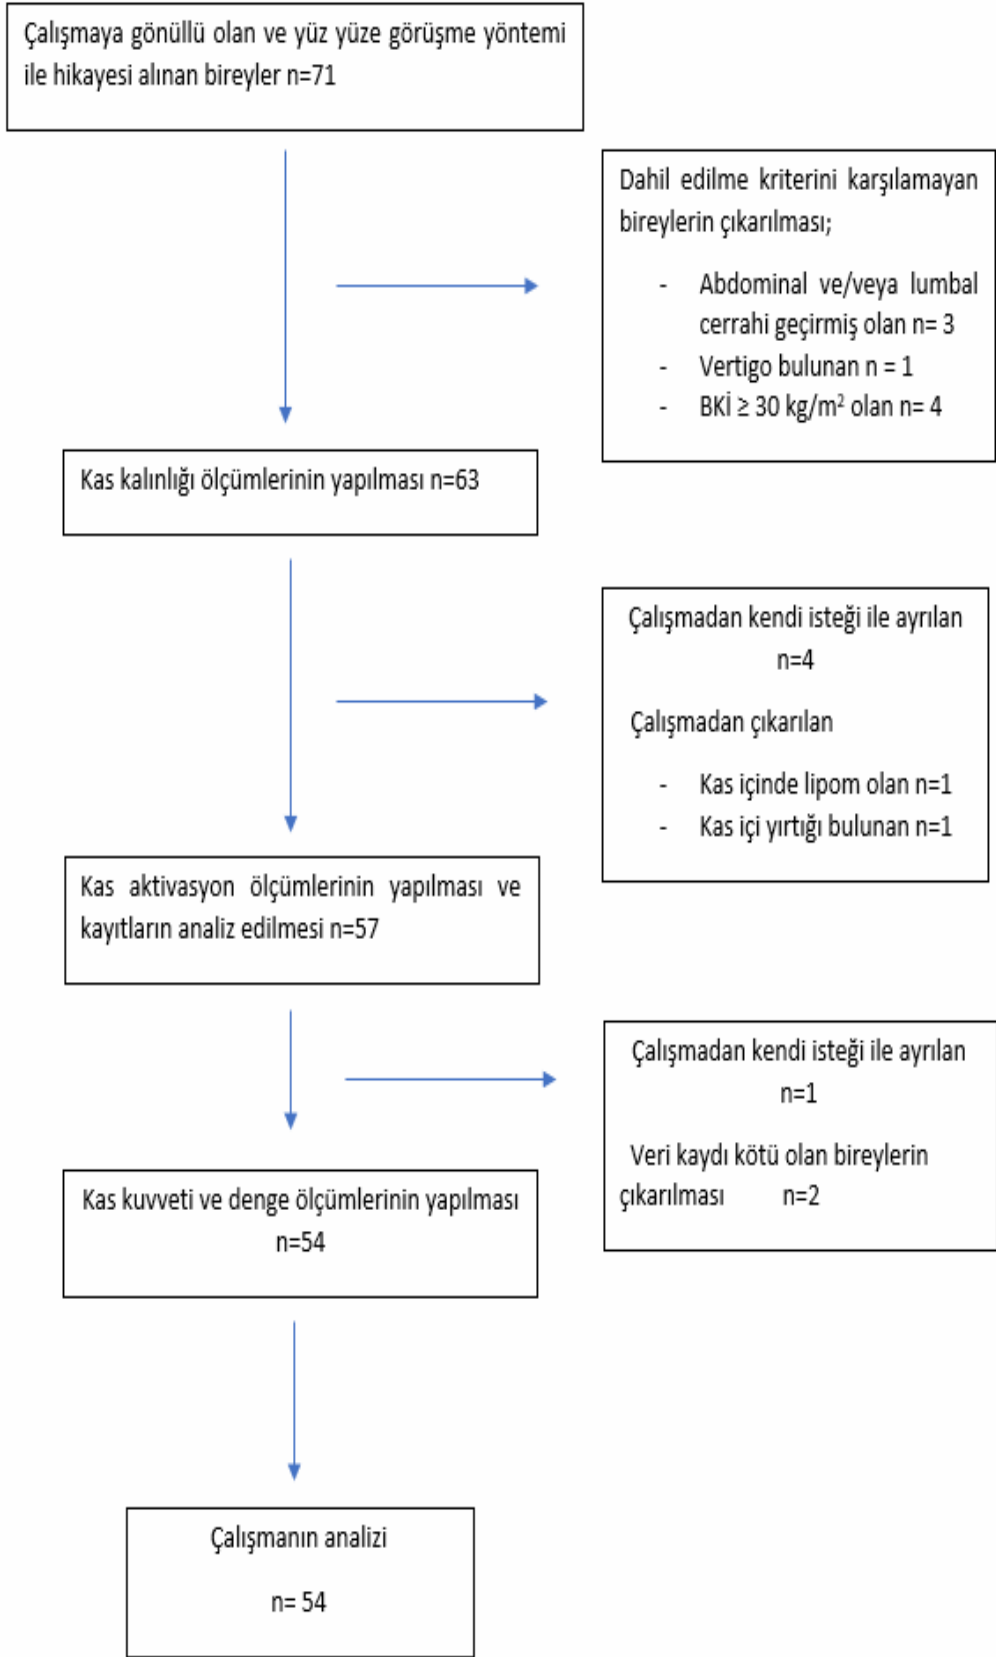 Çalışmaya gönüllü olan ve yüz yüze görüşme yöntemi
ile hikayesi alınan bireyler n=71
Dahil edilme kriterini karşılamayan
bireylerin çıkarılması;
- Abdominal ve/veya lumbal
cerrahi geçirmiş olan n= 3
- Vertigo bulunan n = 1
- BKİ ≥ 30 kg/m² olan n= 4
Kas kalınlığı ölçümlerinin yapılması n=63
Çalışmadan kendi isteği ile ayrılan
n=4
Çalışmadan çıkarılan
- Kas içinde lipom olan n=1
- Kas içi yırtığı bulunan n=1
Kas aktivasyon ölçümlerinin yapılması ve
kayıtların analiz edilmesi n=57
Çalışmadan kendi isteği ile ayrılan
n=1
Veri kaydı kötü olan bireylerin
çıkarılması n=2
Kas kuvveti ve denge ölçümlerinin yapılması
n=54
Çalışmanın analizi
n= 54